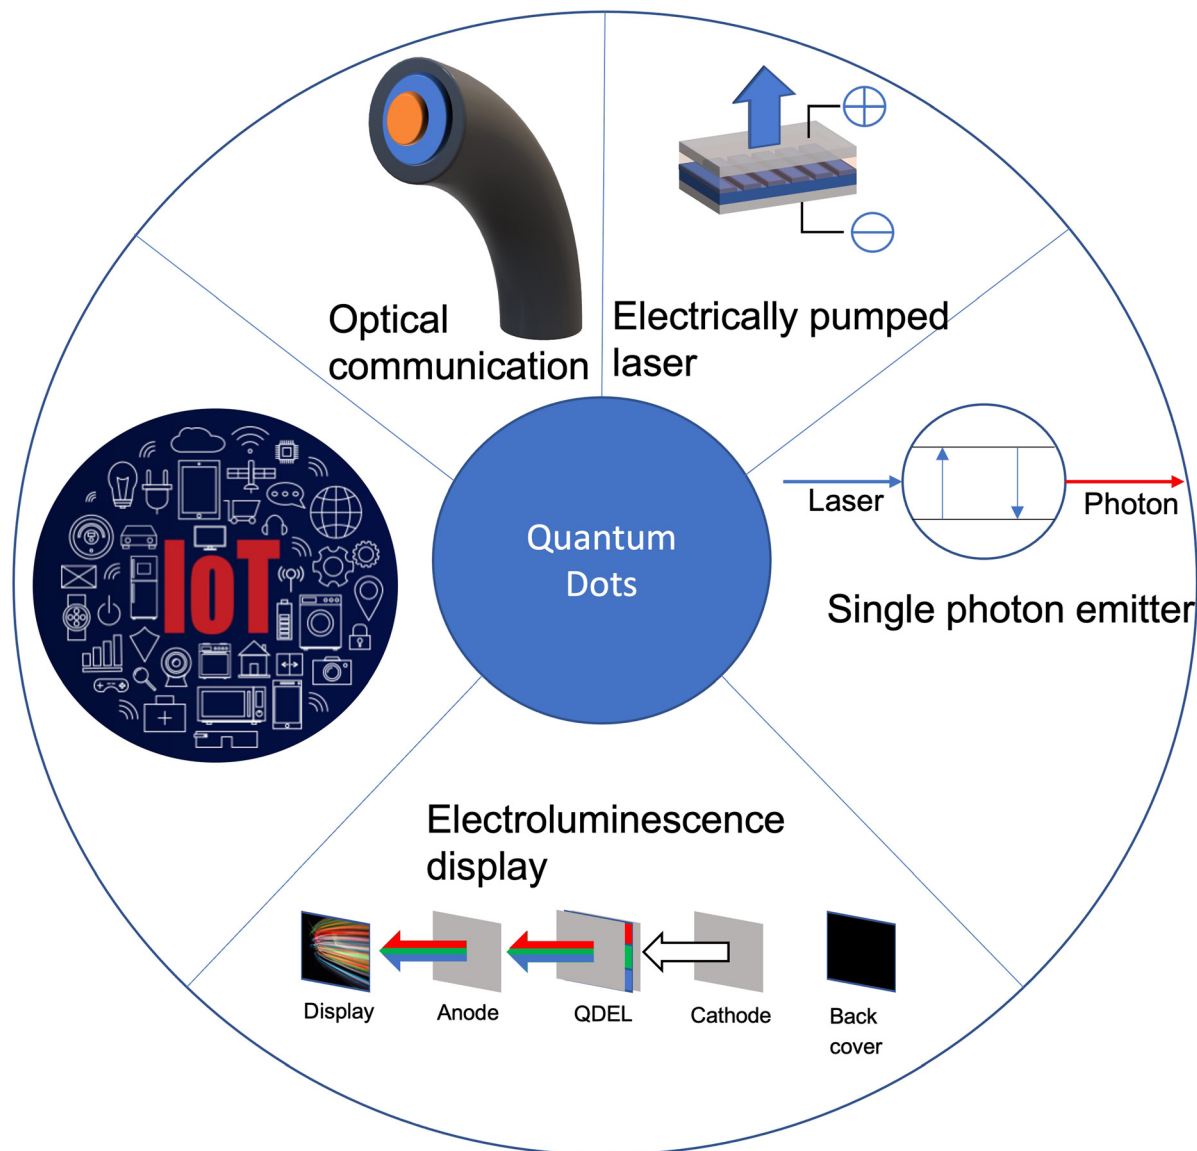 Optical
communication
Electrically pumped
laser
Laser
Photon
Single photon emitter
IoT
Quantum
Dots
Electroluminescence
display
Display
Anode
QDEL
Cathode
Back
cover